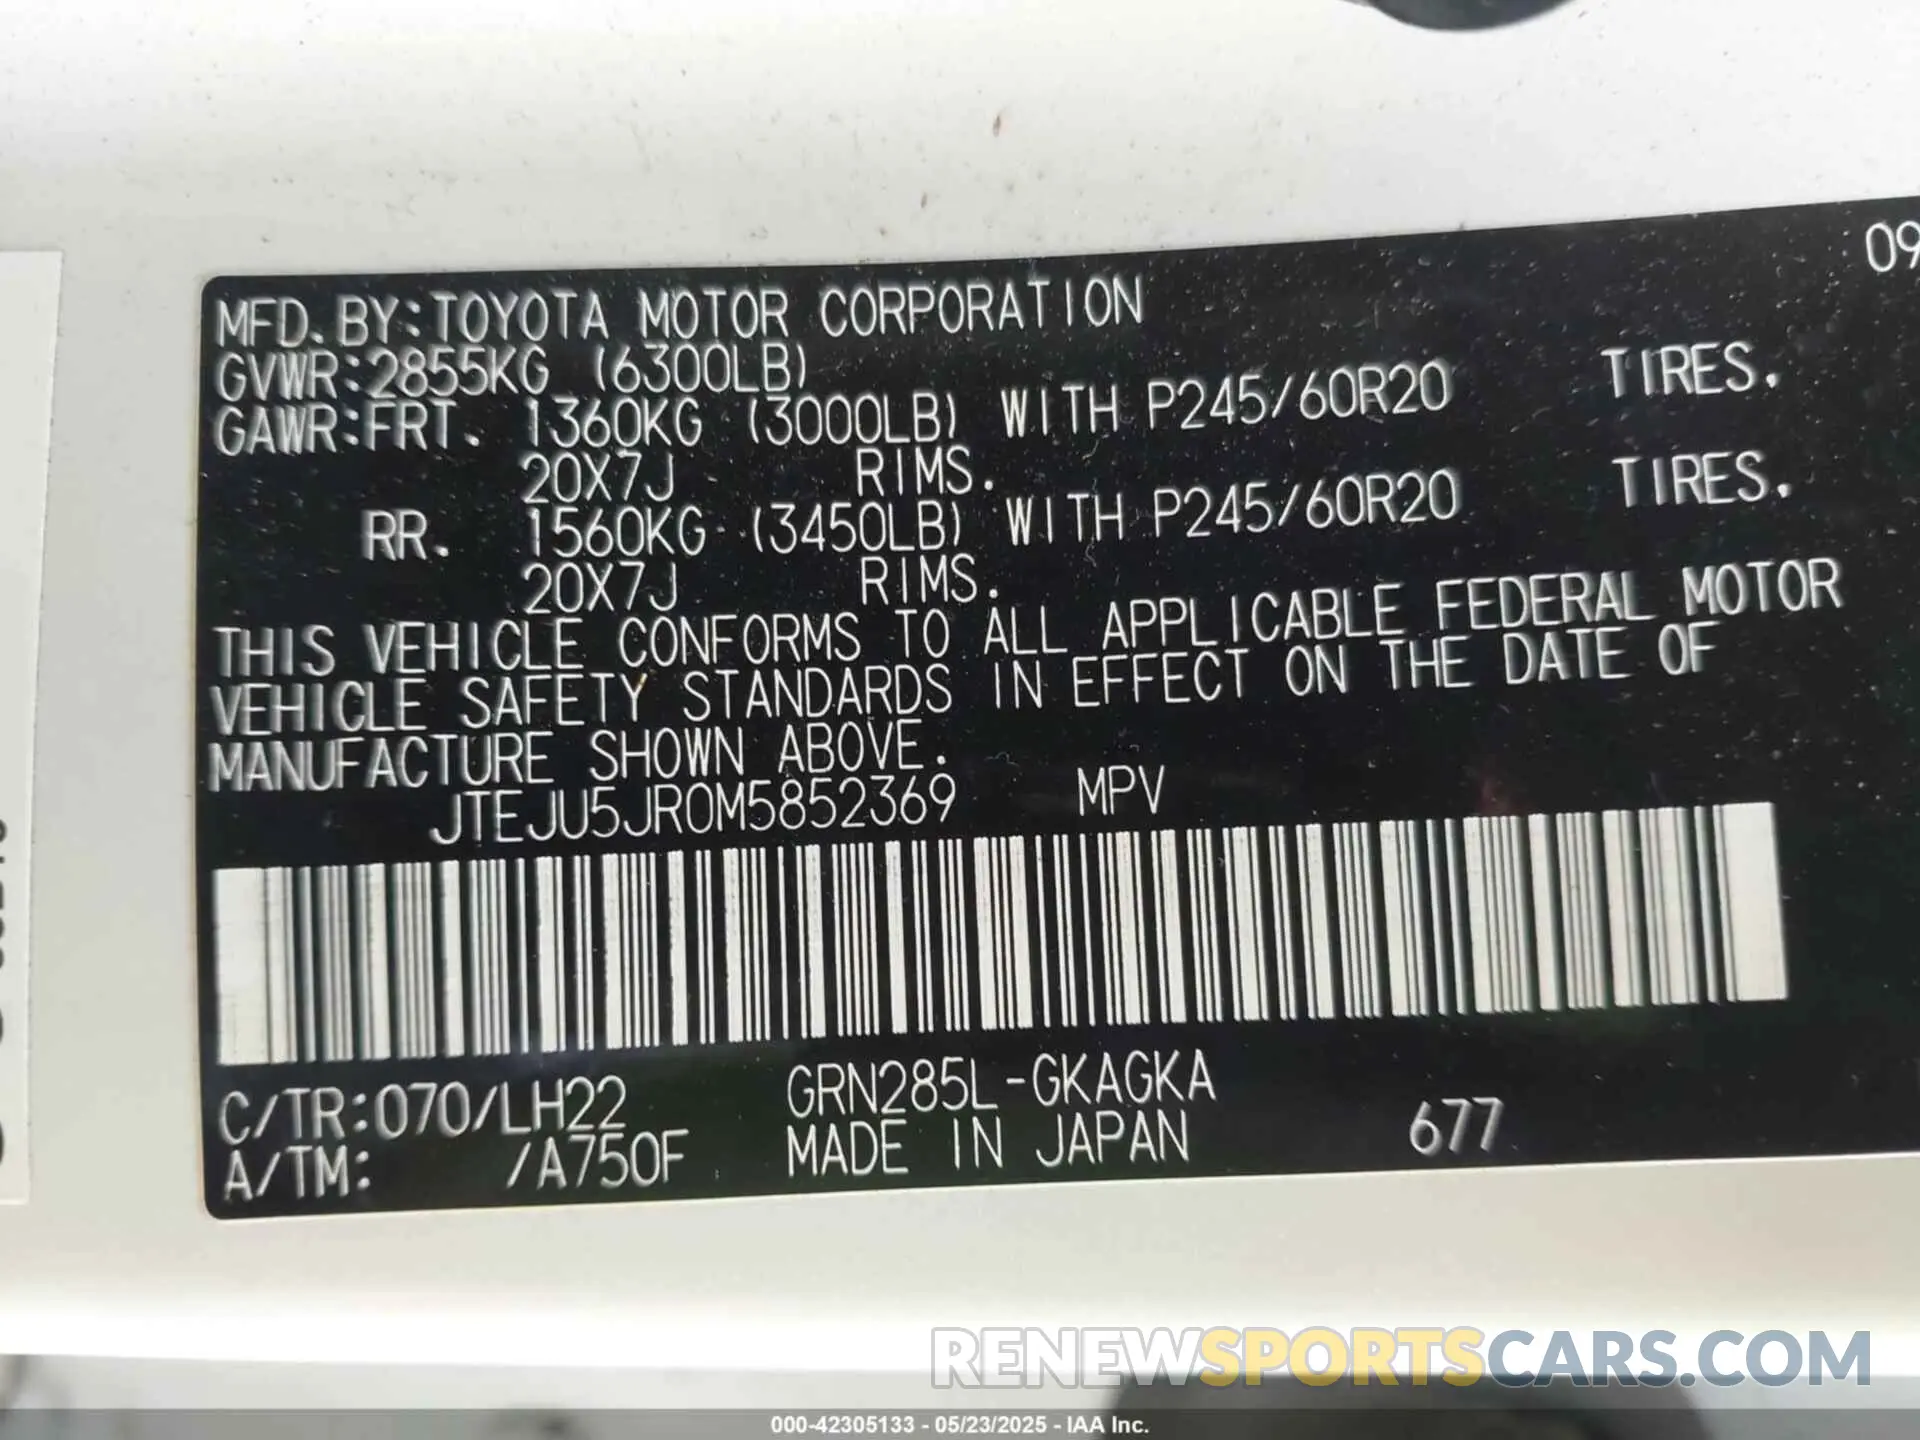 09
MFD.BY:TOYOTA MOTOR CORPORATION
GVWR:2855KG (6300LB)
GAWR:FRT. 1360KG (3000LB) WITH P245/60R20 TIRES.
20X7J RIMS.
RR. 1560KG (3450LB) WITH P245/60R20 TIRES.
20X7J RIMS.
THIS VEHICLE CONFORMS TO ALL APPLICABLE FEDERAL MOTOR
VEHICLE SAFETY STANDARDS IN EFFECT ON THE DATE OF
MANUFACTURE SHOWN ABOVE.
JTEJU5JR0M5852369 MPV
C/TR:070/LH22 GRN285L-GKAGKA
A/TM: /A750F MADE IN JAPAN 677
RENEWSPORTSCARS.COM
000-42305133 - 05/23/2025 - IAA Inc.